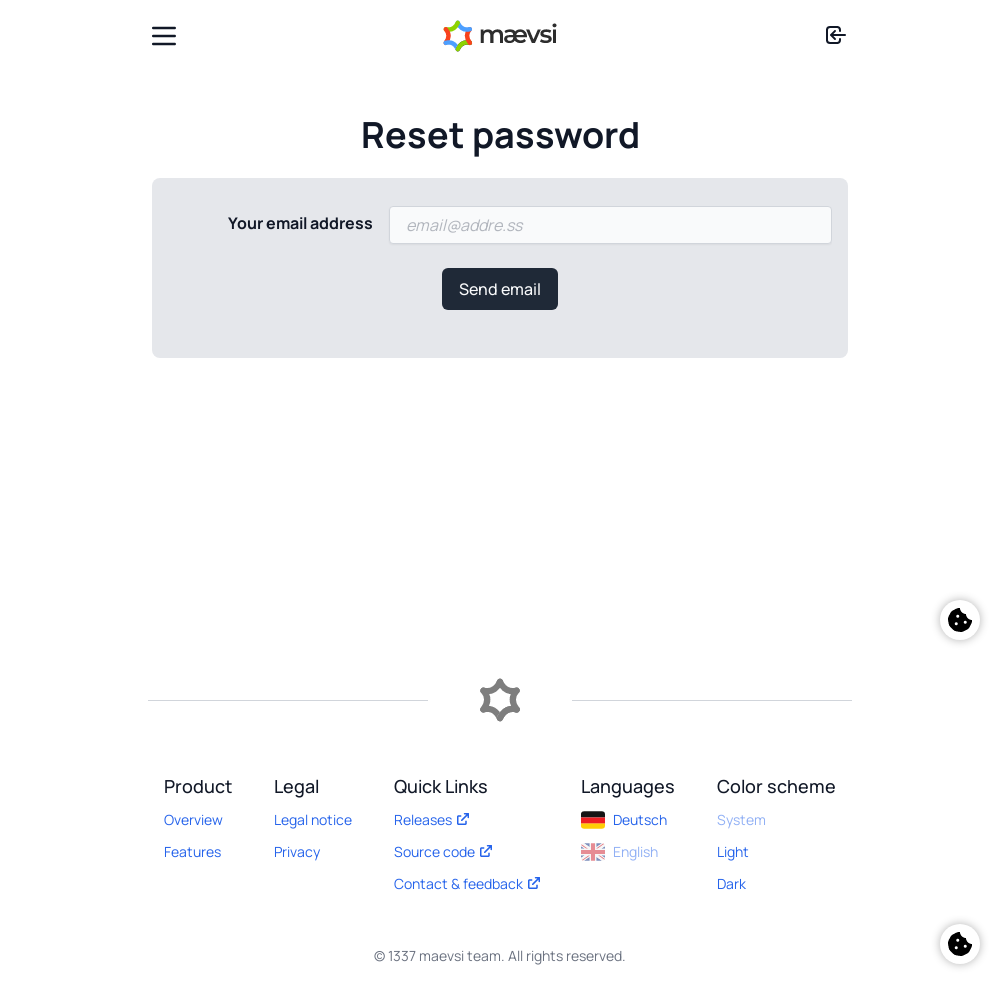 mævsi
Reset password
Your email address
email@addre.ss
Send email
Product
Overview
Features
Legal
Legal notice
Privacy
Quick Links
Releases
Source code
Contact & feedback
Languages
Deutsch
English
Color scheme
System
Light
Dark
© 1337 maevsi team. All rights reserved.